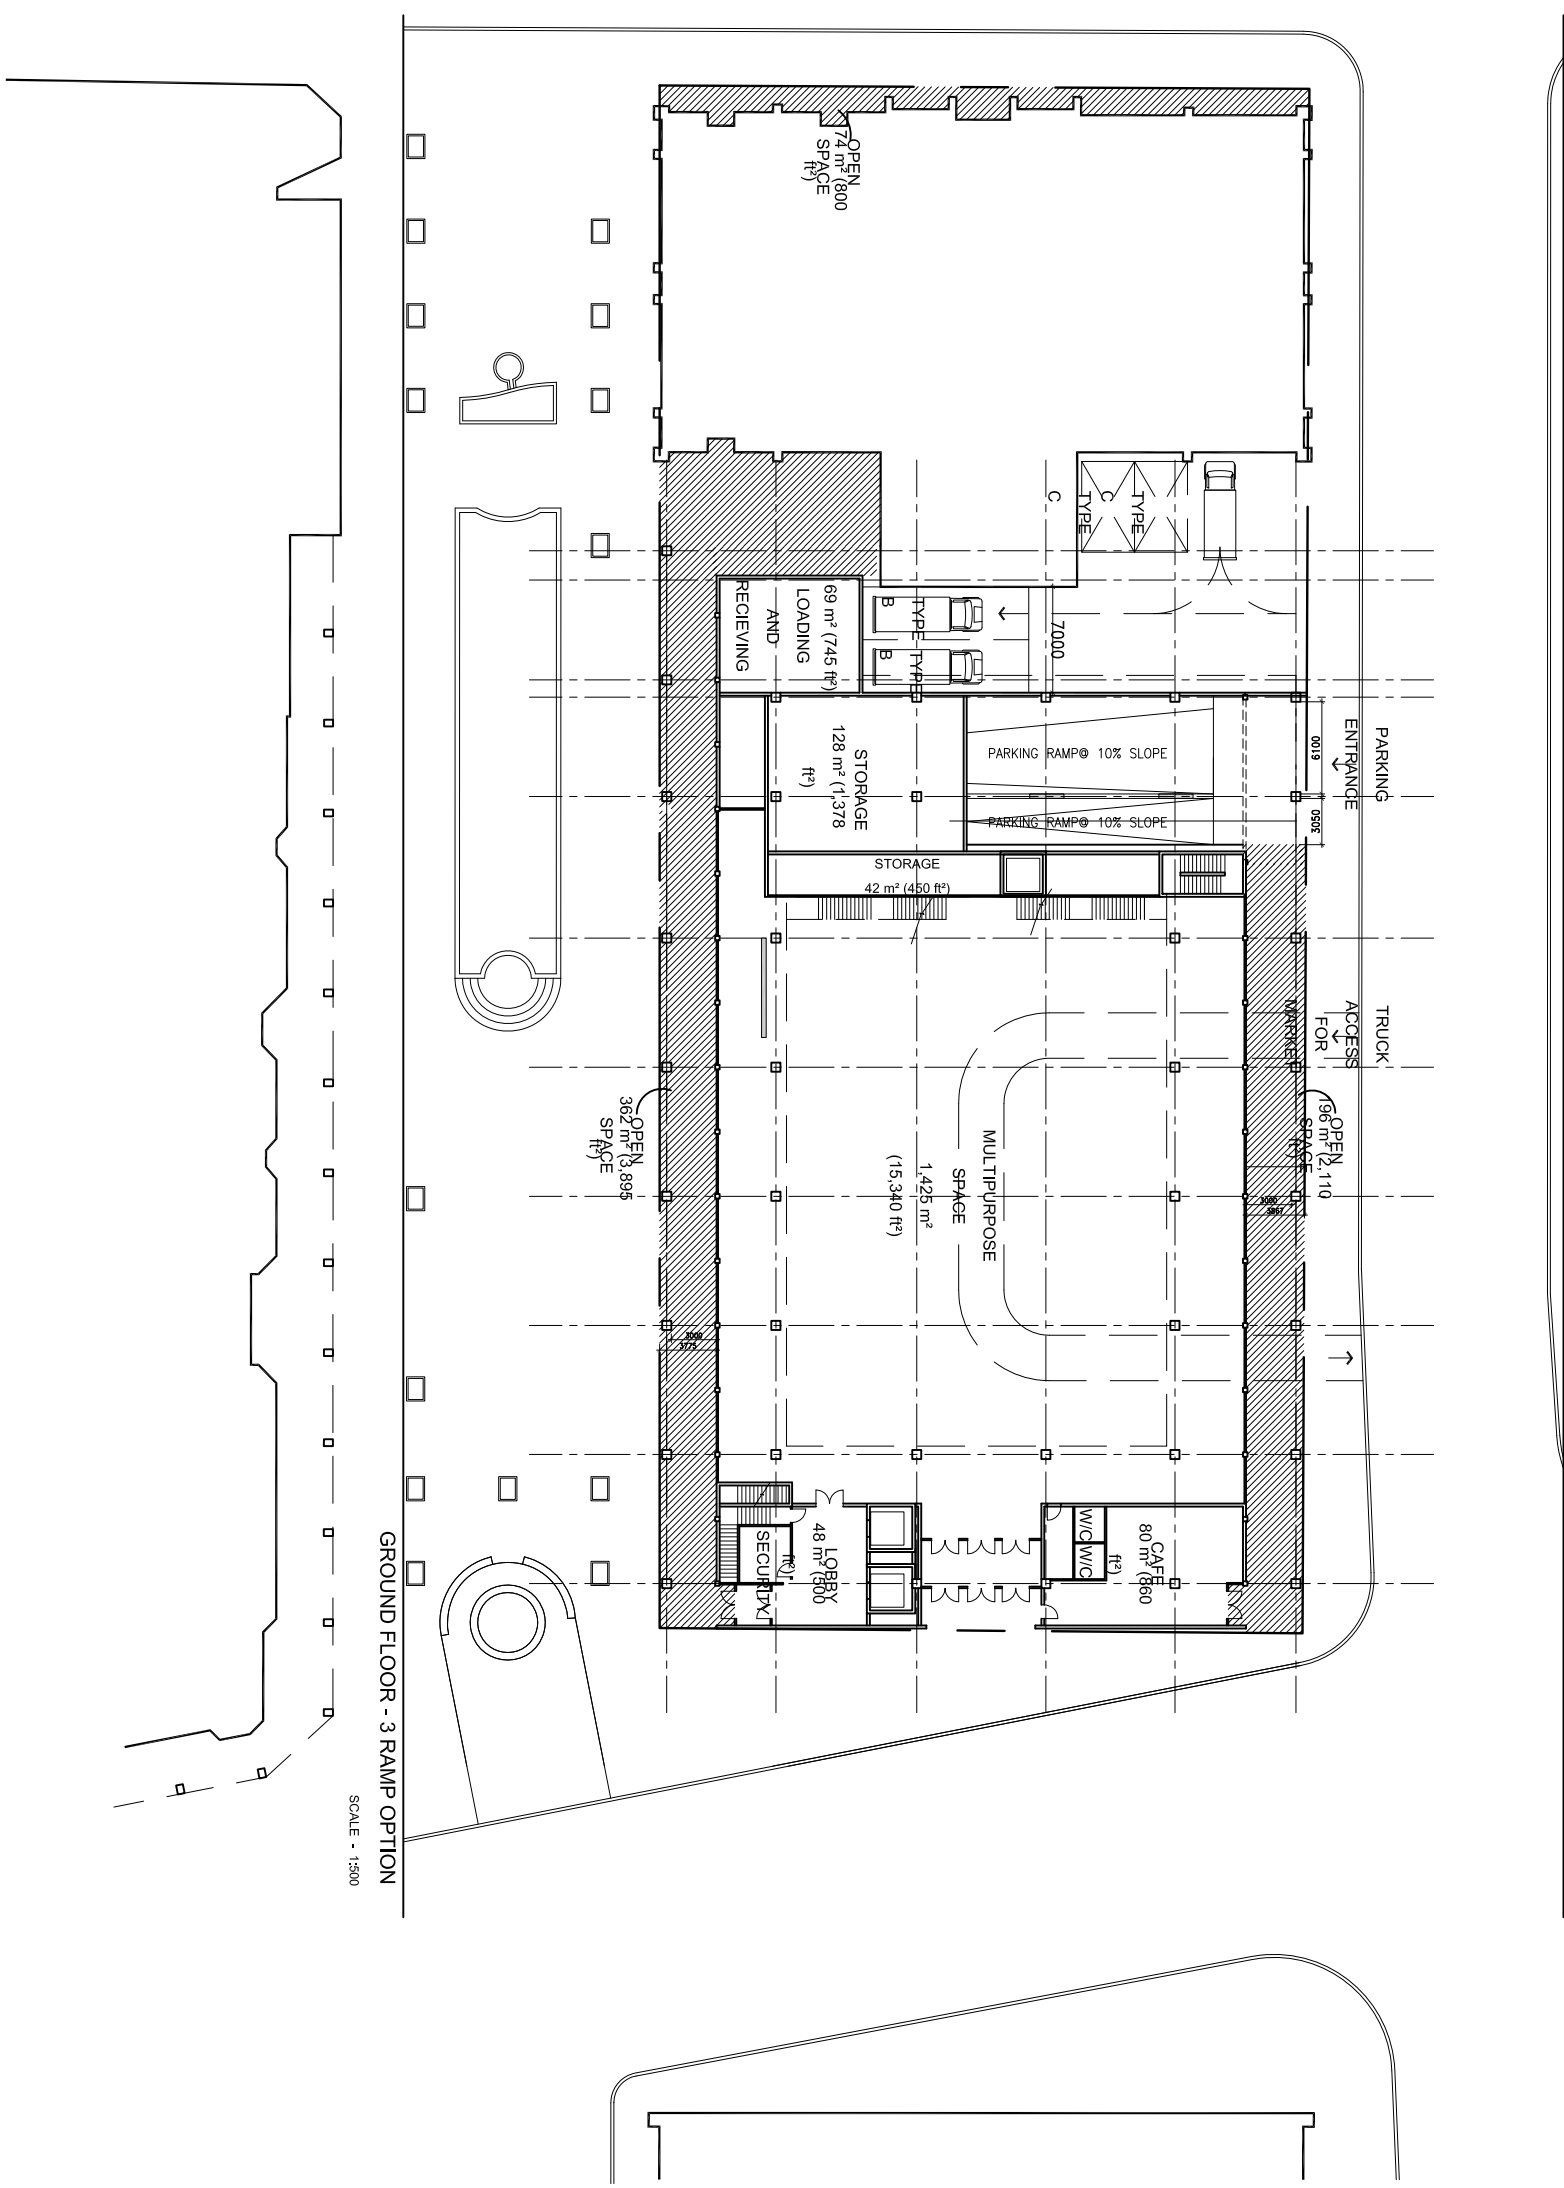 OPEN
SPACE
74 m² (800
ft²)
TYPE
C
TYPE
C
RECIEVING
AND
LOADING
69 m² (745 ft²)
TYPE
B
TYPE
B
7000
PARKING
ENTRANCE
6100
3050
PARKING RAMP@ 10% SLOPE
PARKING RAMP@ 10% SLOPE
STORAGE
128 m² (1,378
ft²)
STORAGE
42 m² (450 ft²)
TRUCK
ACCESS
FOR
MARKET
OPEN
SPACE
196 m² (2,110
ft²)
3000
3867
OPEN
SPACE
362 m² (3,895
ft²)
MULTIPURPOSE
SPACE
1,425 m²
(15,340 ft²)
3000
3775
SECURITY
LOBBY
48 m² (500
ft²)
W/C
W/C
CAFE
80 m² (860
ft²)
GROUND FLOOR - 3 RAMP OPTION
SCALE - 1:500